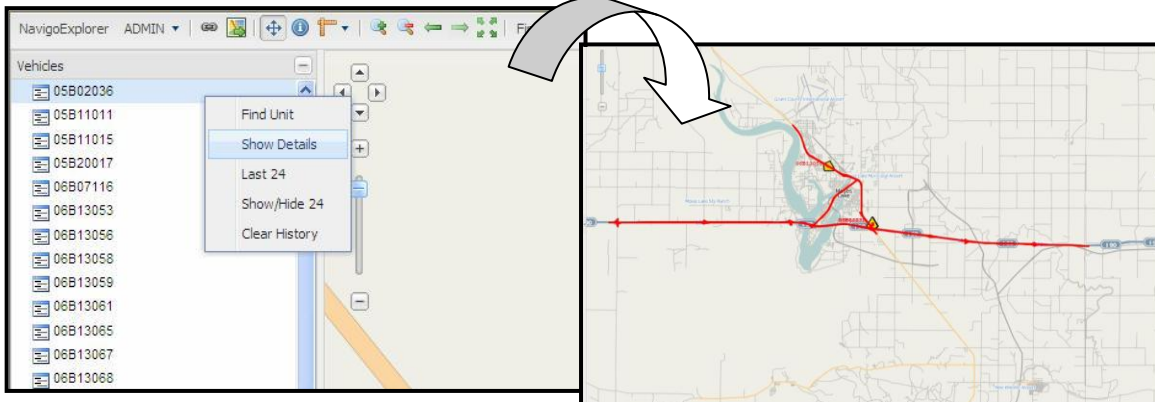 NavigoExplorer ADMIN
Vehicles
05B02036
05B11011
05B11015
05B20017
06B07116
06B13053
06B13056
06B13058
06B13059
06B13061
06B13065
06B13067
06B13068
Find Unit
Show Details
Last 24
Show/Hide 24
Clear History
Lake